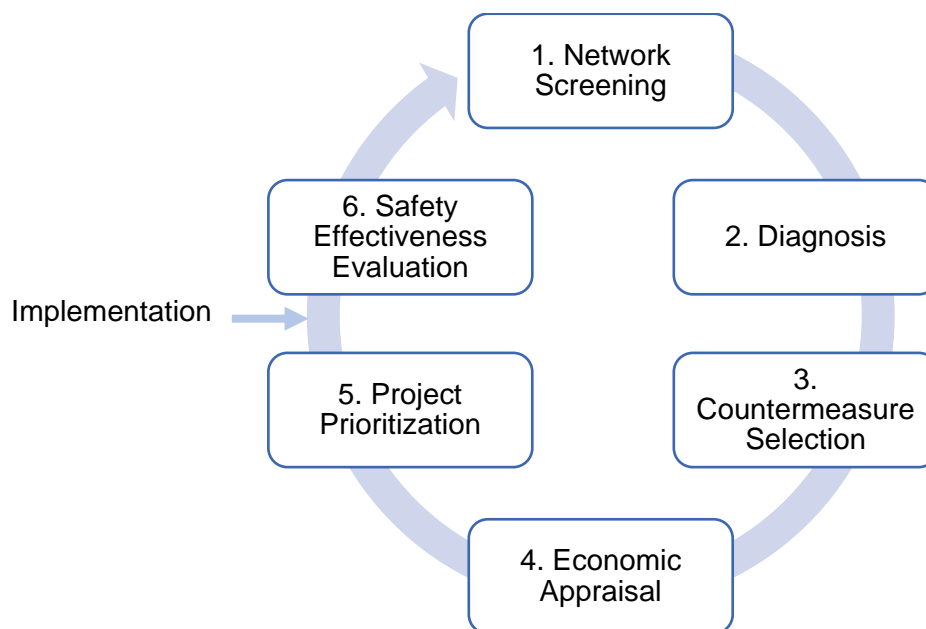 1. Network
Screening
2. Diagnosis
3.
Countermeasure
Selection
4. Economic
Appraisal
5. Project
Prioritization
Implementation
6. Safety
Effectiveness
Evaluation